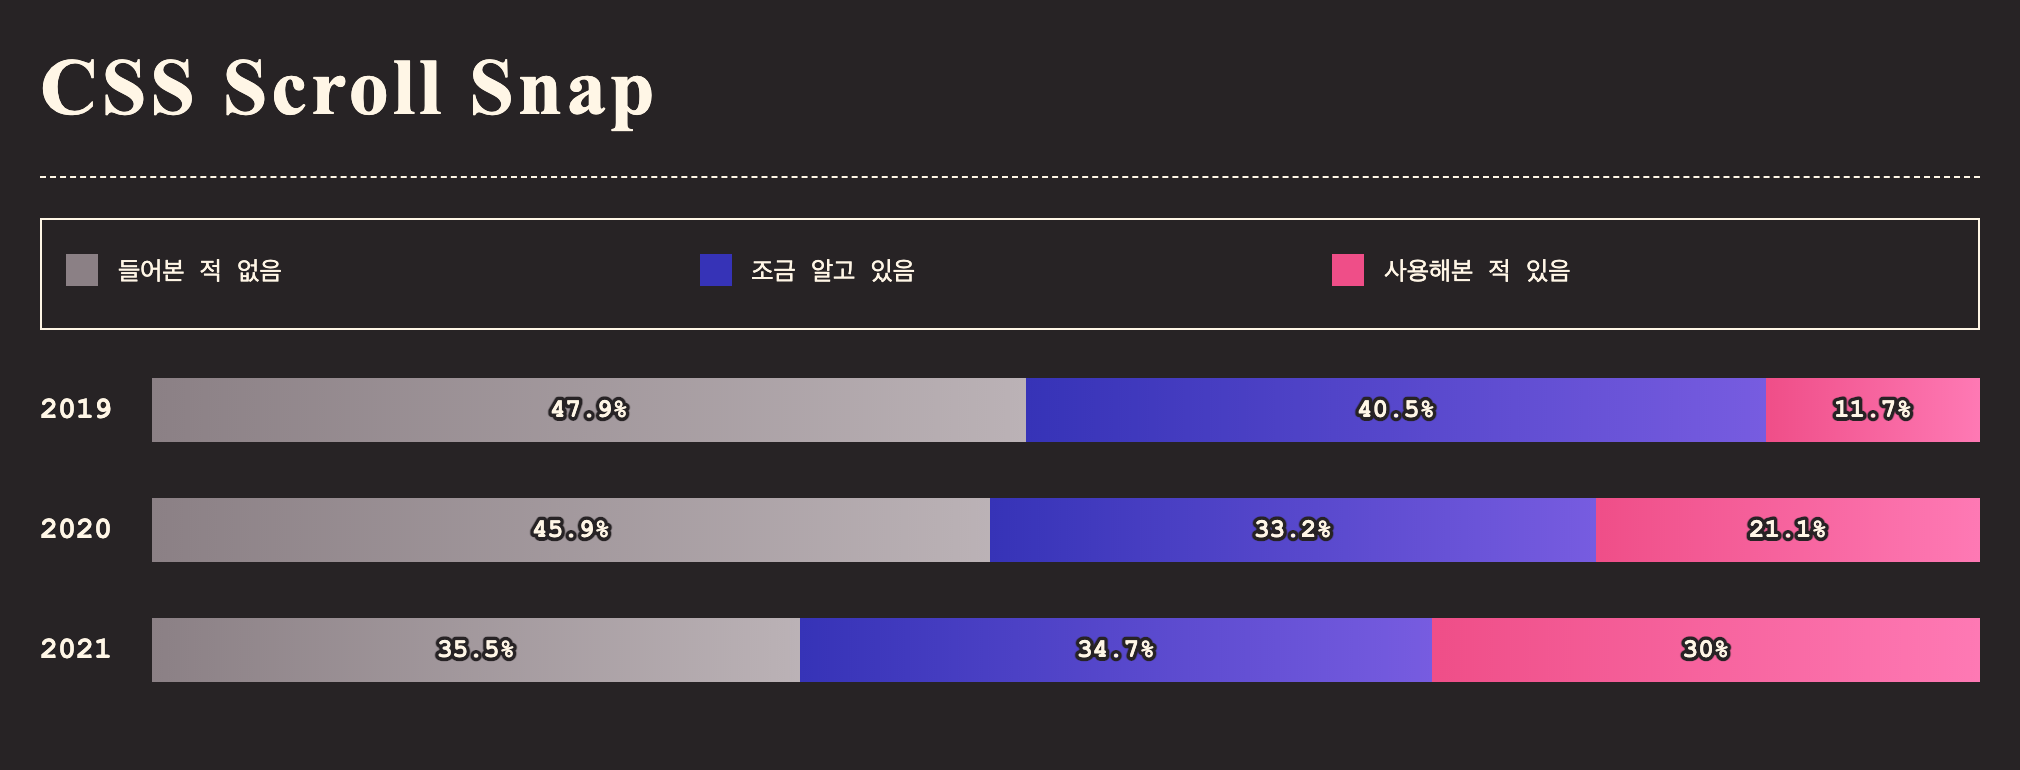 CSS Scroll Snap
들어본 적 없음 조금 알고 있음 사용해본 적 있음
2019 47.9% 40.5% 11.7%
2020 45.9% 33.2% 21.1%
2021 35.5% 34.7% 30%